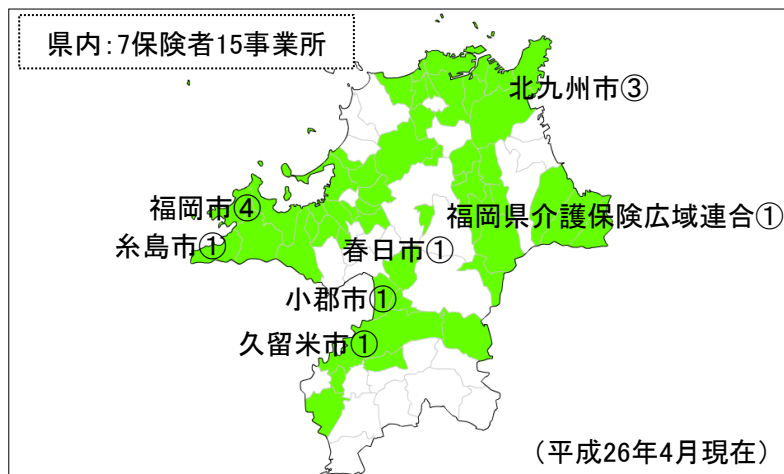 県内：7保険者15事業所
北九州市③
福岡市④
福岡県介護保険広域連合①
糸島市①
春日市①
小郡市①
久留米市①
（平成26年4月現在）